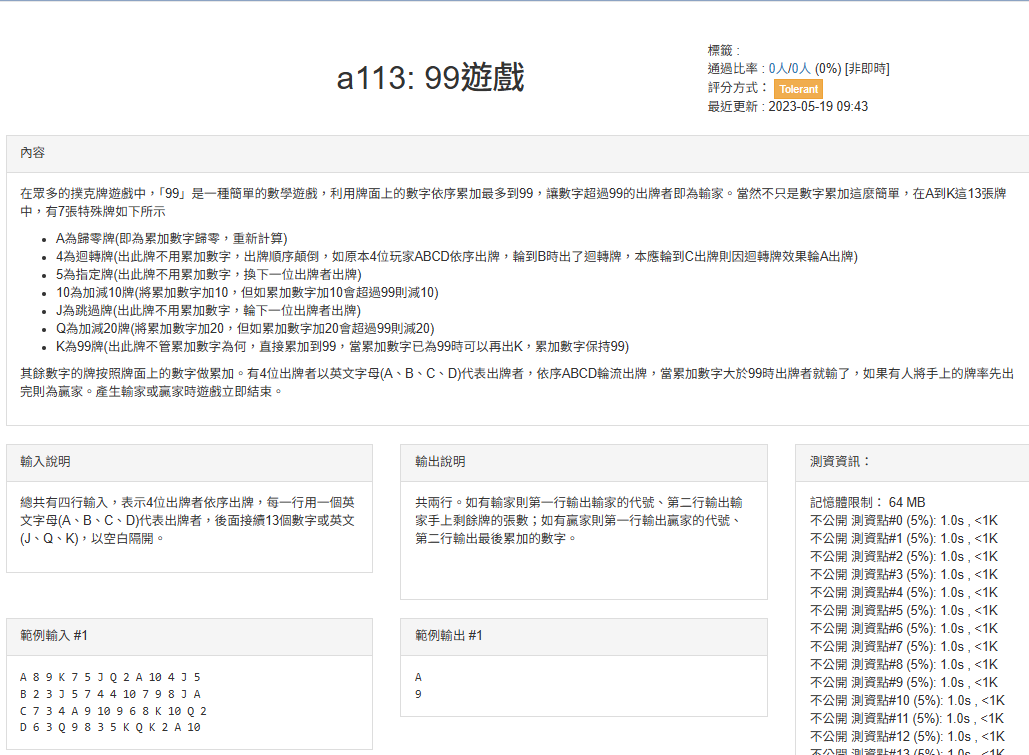 a113: 99遊戲
標籤 :
通過比率 : 0人/0人 (0%) [非即時]
評分方式： Tolerant
最近更新 : 2023-05-19 09:43
內容
在眾多的撲克牌遊戲中，「99」是一種簡單的數學遊戲，利用牌面上的數字依序累加最多到99，讓數字超過99的出牌者即為輸家。當然不只是數字累加這麼簡單，在A到K這13張牌
中，有7張特殊牌如下所示
• A為歸零牌(即為累加數字歸零，重新計算)
• 4為迴轉牌(出此牌不用累加數字，出牌順序顛倒，如原本4位玩家ABCD依序出牌，輪到B時出了迴轉牌，本應輪到C出牌則因迴轉牌效果輪A出牌)
• 5為指定牌(出此牌不用累加數字，換下一位出牌者出牌)
• 10為加減10牌(將累加數字加10，但如累加數字加10會超過99則減10)
• J為跳過牌(出此牌不用累加數字，輪下一位出牌者出牌)
• Q為加減20牌(將累加數字加20，但如累加數字加20會超過99則減20)
• K為99牌(出此牌不管累加數字為何，直接累加到99，當累加數字已為99時可以再出K，累加數字保持99)
其餘數字的牌按照牌面上的數字做累加。有4位出牌者以英文字母(A、B、C、D)代表出牌者，依序ABCD輪流出牌，當累加數字大於99時出牌者就輸了，如果有人將手上的牌率先出
完則為贏家。產生輸家或贏家時遊戲立即結束。
輸入說明
總共有四行輸入，表示4位出牌者依序出牌，每一行用一個英
文字母(A、B、C、D)代表出牌者，後面接續13個數字或英文
(J、Q、K)，以空白隔開。
輸出說明
共兩行。如有輸家則第一行輸出輸家的代號、第二行輸出輸
家手上剩餘牌的張數；如有贏家則第一行輸出贏家的代號、
第二行輸出最後累加的數字。
測資資訊：
記憶體限制： 64 MB
不公開 測資點#0 (5%): 1.0s , <1K
不公開 測資點#1 (5%): 1.0s , <1K
不公開 測資點#2 (5%): 1.0s , <1K
不公開 測資點#3 (5%): 1.0s , <1K
不公開 測資點#4 (5%): 1.0s , <1K
不公開 測資點#5 (5%): 1.0s , <1K
不公開 測資點#6 (5%): 1.0s , <1K
不公開 測資點#7 (5%): 1.0s , <1K
不公開 測資點#8 (5%): 1.0s , <1K
不公開 測資點#9 (5%): 1.0s , <1K
不公開 測資點#10 (5%): 1.0s , <1K
不公開 測資點#11 (5%): 1.0s , <1K
不公開 測資點#12 (5%): 1.0s , <1K
不公開 測資點#13 (5%): 1.0s , <1K
範例輸入 #1
A 8 9 K 7 5 J Q 2 A 10 4 J 5
B 2 3 J 5 7 4 4 10 7 9 8 J A
C 7 3 4 A 9 10 9 6 8 K 10 Q 2
D 6 3 Q 9 8 3 5 K Q K 2 A 10
範例輸出 #1
A
9